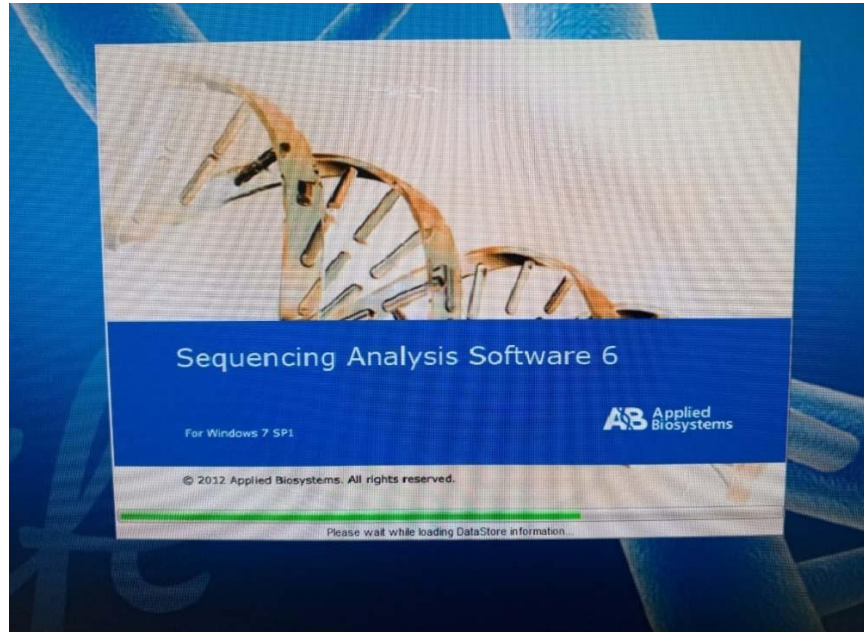 Sequencing Analysis Software 6
For Windows 7 SP1
AB Applied
Biosystems
© 2012 Applied Biosystems. All rights reserved.
Please wait while loading DataStore information...